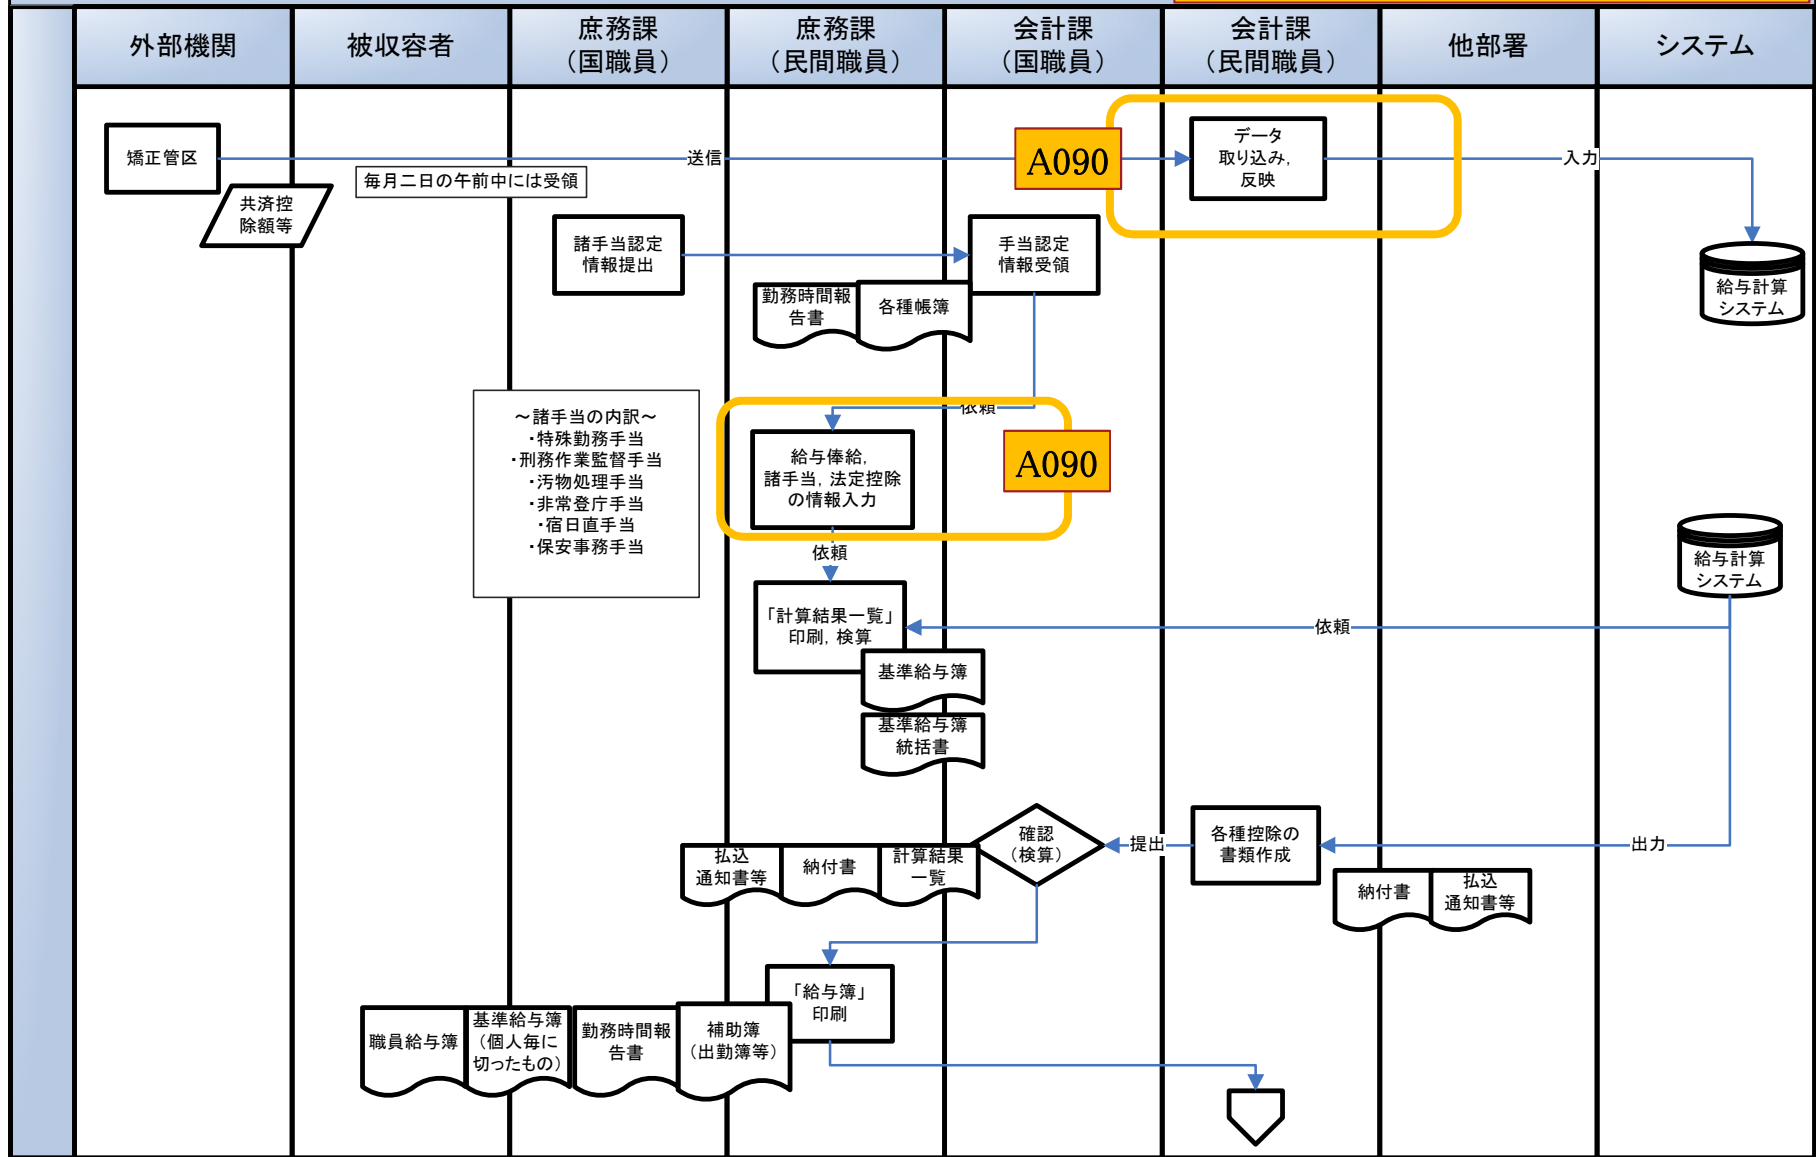 外部機関
被収容者
庶務課
（国職員）
庶務課
（民間職員）
会計課
（国職員）
会計課
（民間職員）
他部署
システム
矯正管区
送信
A090
データ
取り込み，
反映
入力
毎月二日の午前中には受領
共済控
除額等
諸手当認定
情報提出
手当認定
情報受領
勤務時間報
告書
各種帳簿
給与計算
システム
～諸手当の内訳～
・特殊勤務手当
・刑務作業監督手当
・汚物処理手当
・非常登庁手当
・宿日直手当
・保安事務手当
依頼
給与俸給，
諸手当，法定控除
の情報入力
A090
依頼
給与計算
システム
「計算結果一覧」
印刷，検算
依頼
基準給与簿
基準給与簿
統括書
確認
（検算）
提出
各種控除の
書類作成
出力
払込
通知書等
納付書
計算結果
一覧
納付書
払込
通知書等
「給与簿」
印刷
職員給与簿
基準給与簿
（個人毎に
切ったもの）
勤務時間報
告書
補助簿
（出勤簿等）